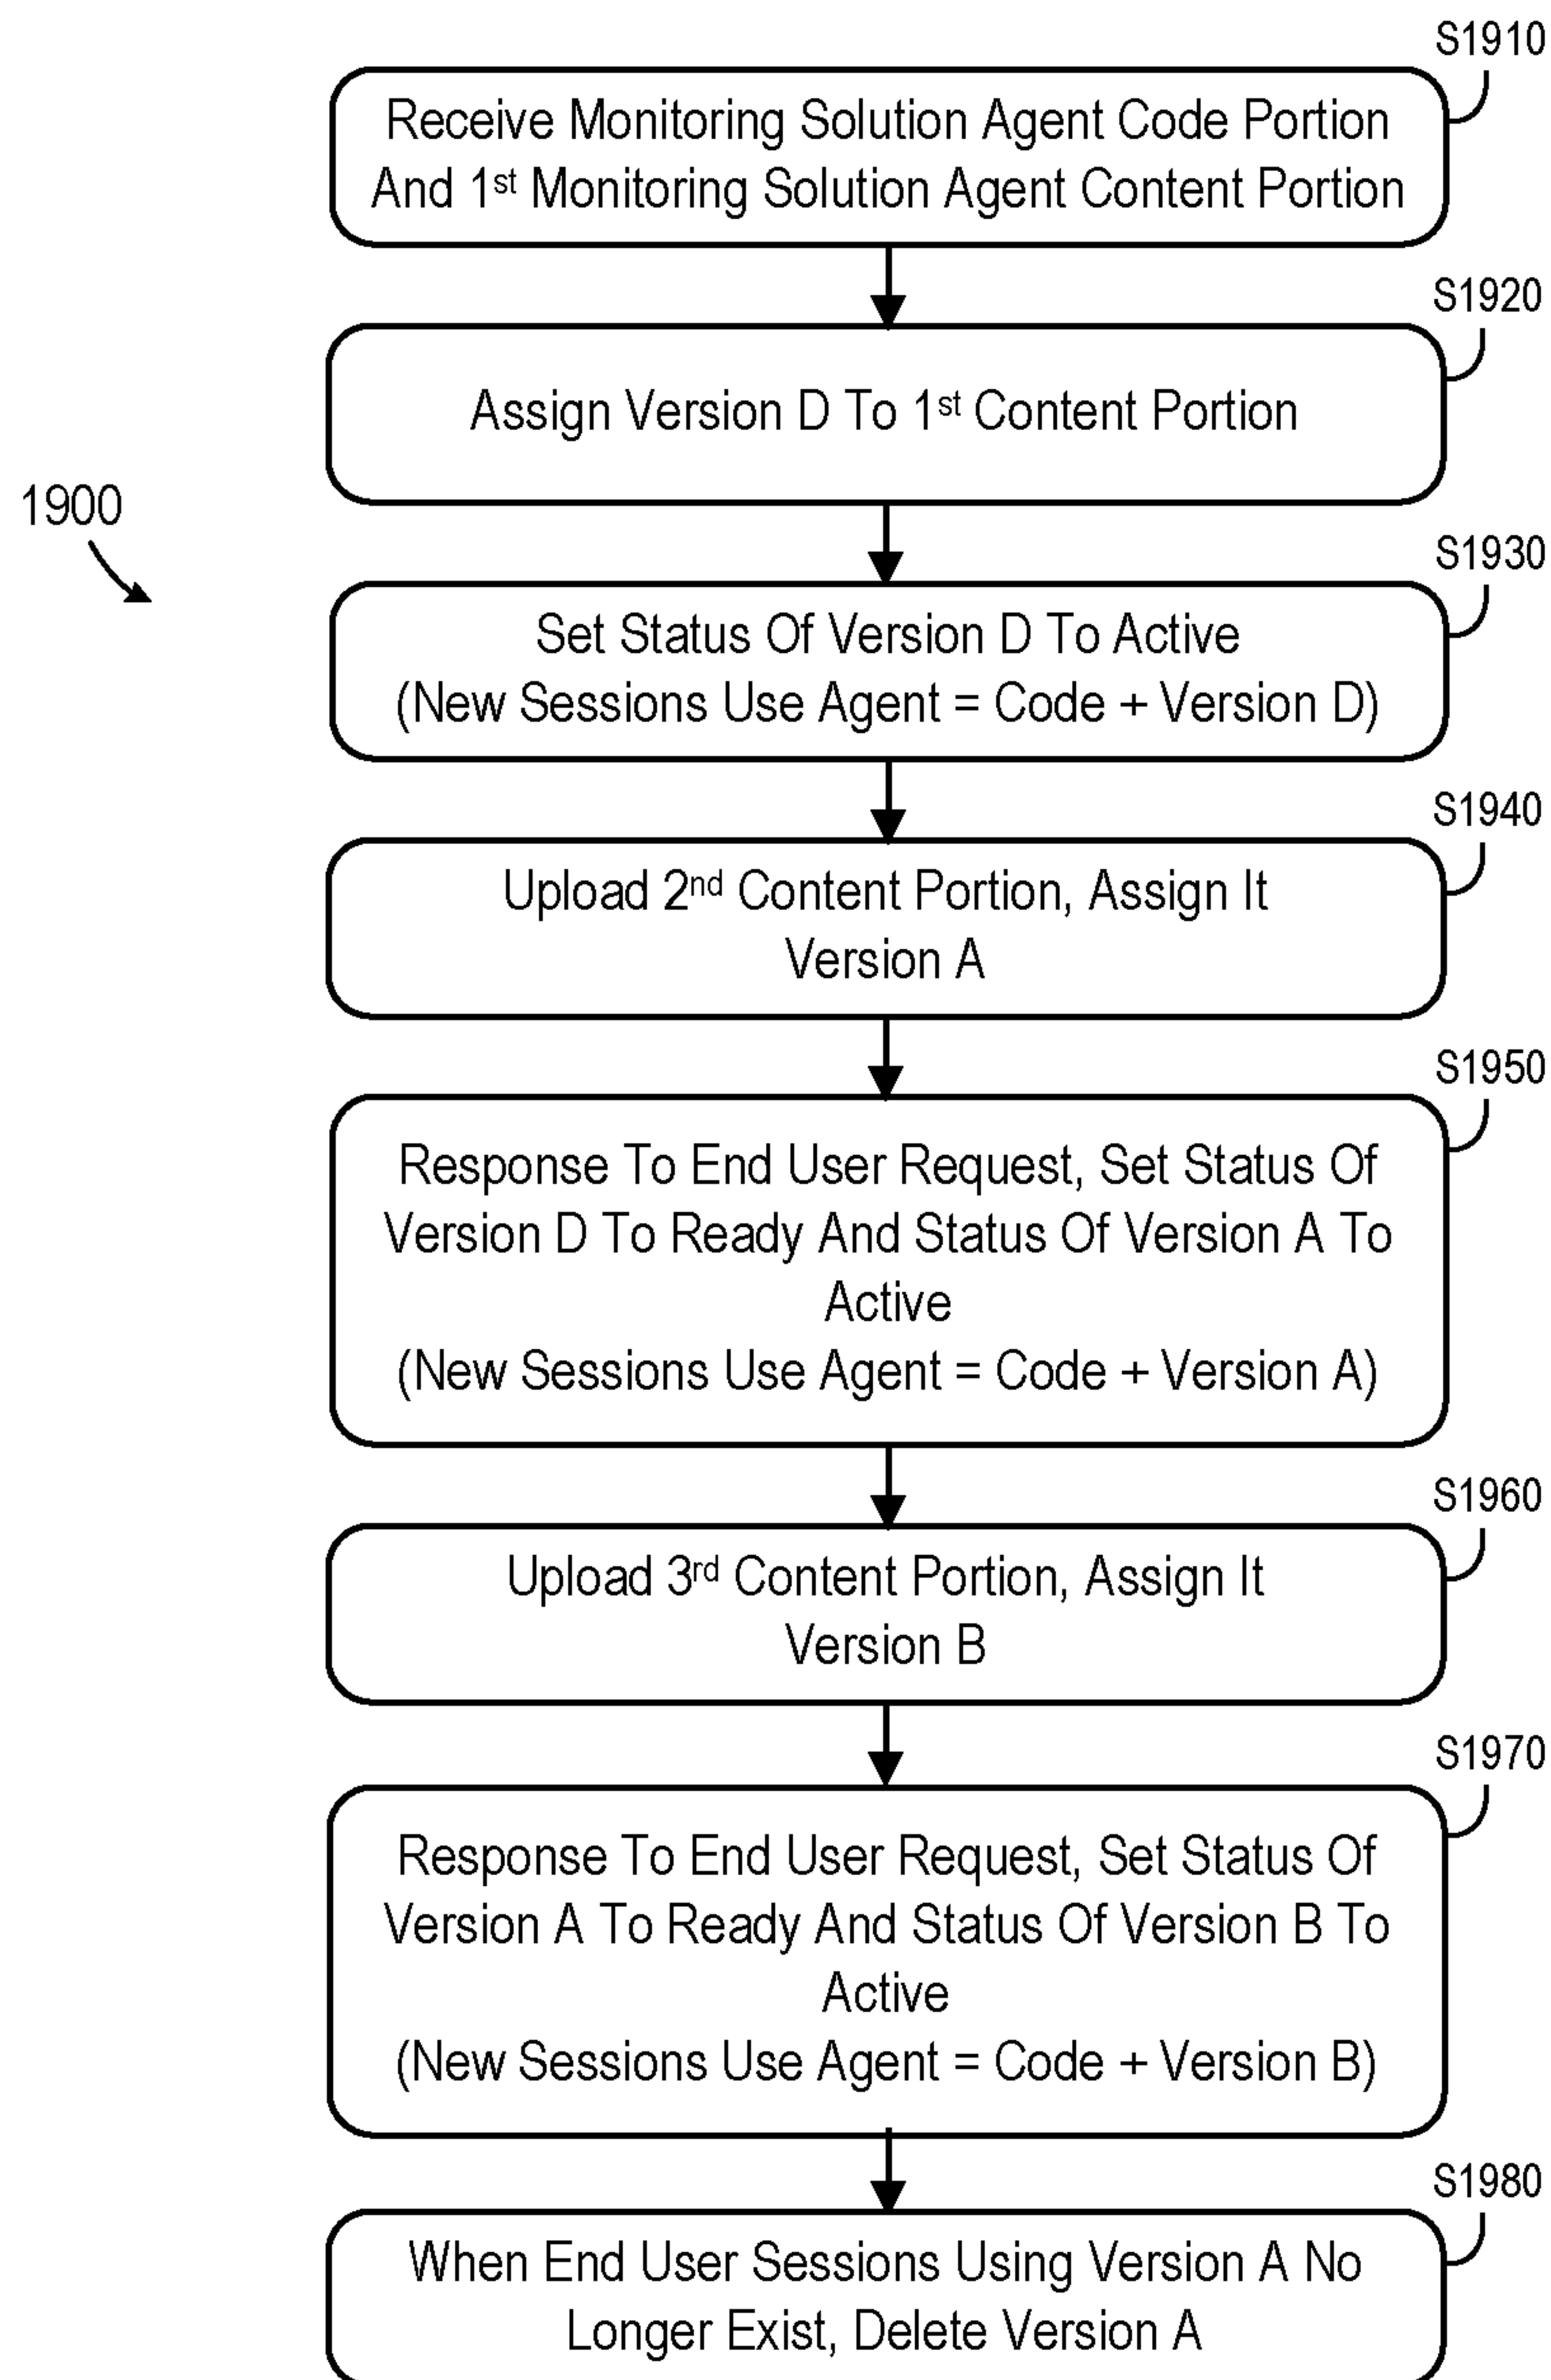 S1910
Receive Monitoring Solution Agent Code Portion
And 1st Monitoring Solution Agent Content Portion
S1920
Assign Version D To 1st Content Portion
1900
S1930
Set Status Of Version D To Active
(New Sessions Use Agent = Code + Version D)
S1940
Upload 2nd Content Portion, Assign It
Version A
S1950
Response To End User Request, Set Status Of
Version D To Ready And Status Of Version A To
Active
(New Sessions Use Agent = Code + Version A)
S1960
Upload 3rd Content Portion, Assign It
Version B
S1970
Response To End User Request, Set Status Of
Version A To Ready And Status Of Version B To
Active
(New Sessions Use Agent = Code + Version B)
S1980
When End User Sessions Using Version A No
Longer Exist, Delete Version A